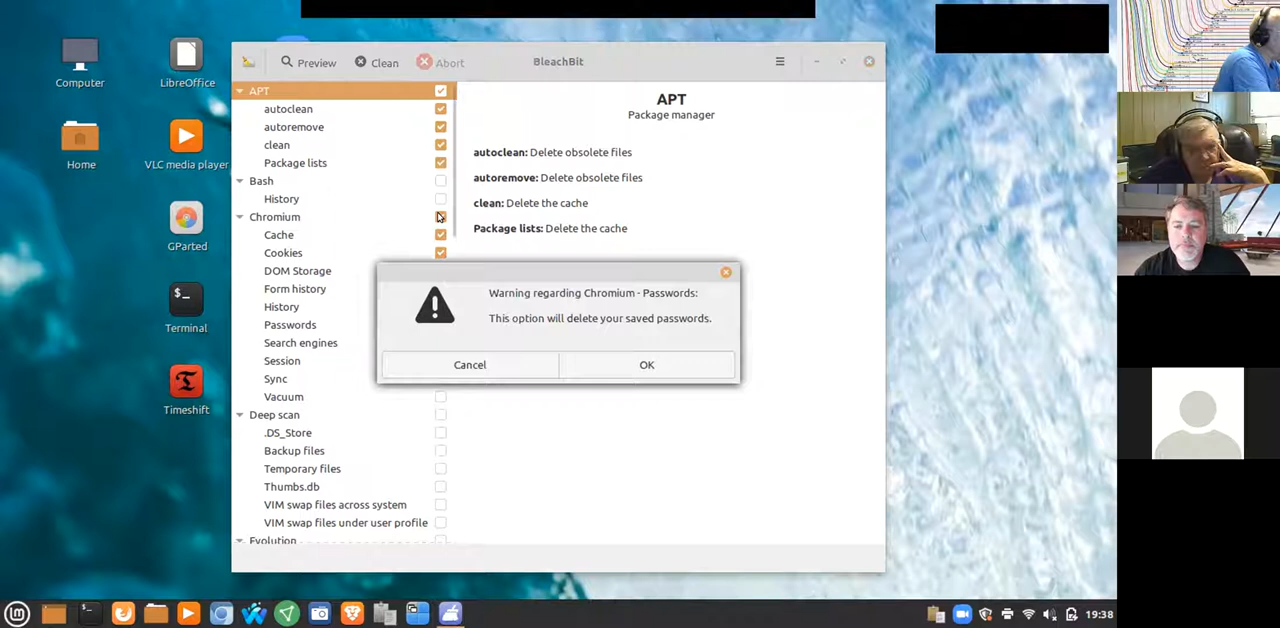 Computer
LibreOffice
Home
VLC media player
GParted
Terminal
Timeshift
Preview
Clean
Abort
BleachBit
APT
autoclean
autoremove
clean
Package lists
Bash
History
Chromium
Cache
Cookies
DOM Storage
Form history
History
Passwords
Search engines
Session
Sync
Vacuum
Deep scan
.DS_Store
Backup files
Temporary files
Thumbs.db
VIM swap files across system
VIM swap files under user profile
Evolution
APT
Package manager
autoclean: Delete obsolete files
autoremove: Delete obsolete files
clean: Delete the cache
Package lists: Delete the cache
Warning regarding Chromium - Passwords:
This option will delete your saved passwords.
Cancel
OK
19:38